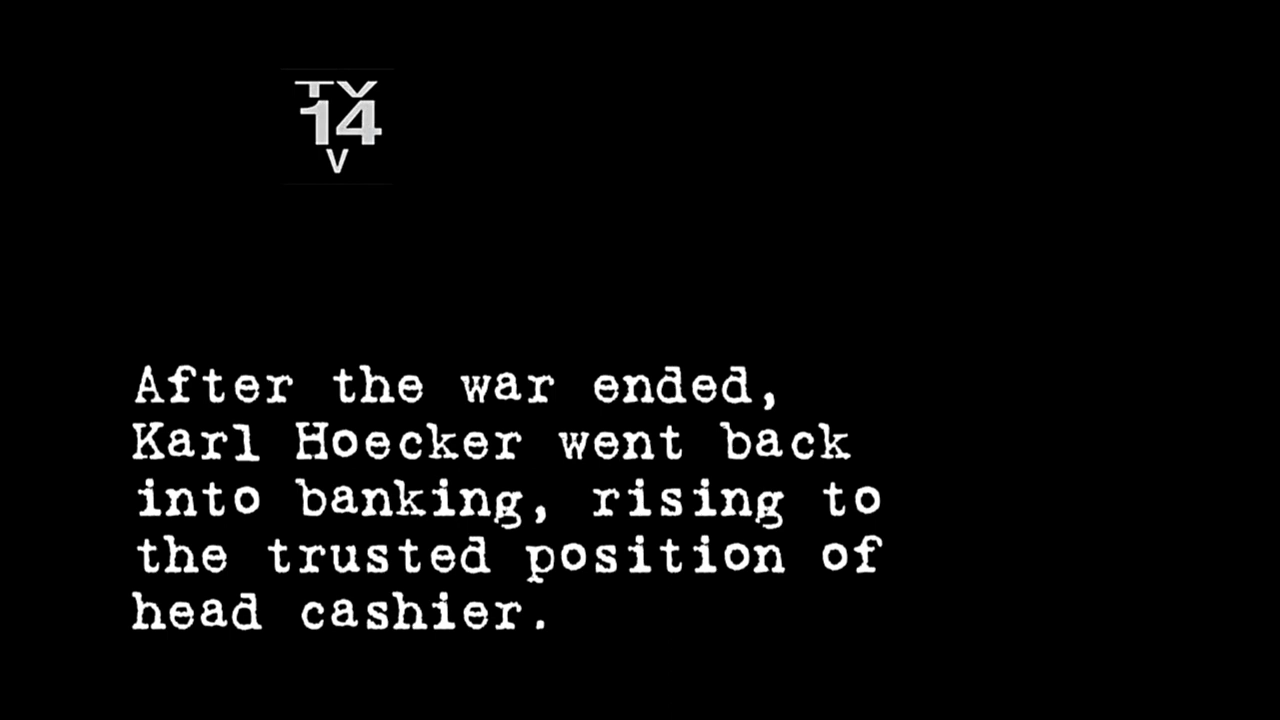 TV
14
V
After the war ended,
Karl Hoecker went back
into banking, rising to
the trusted position of
head cashier.